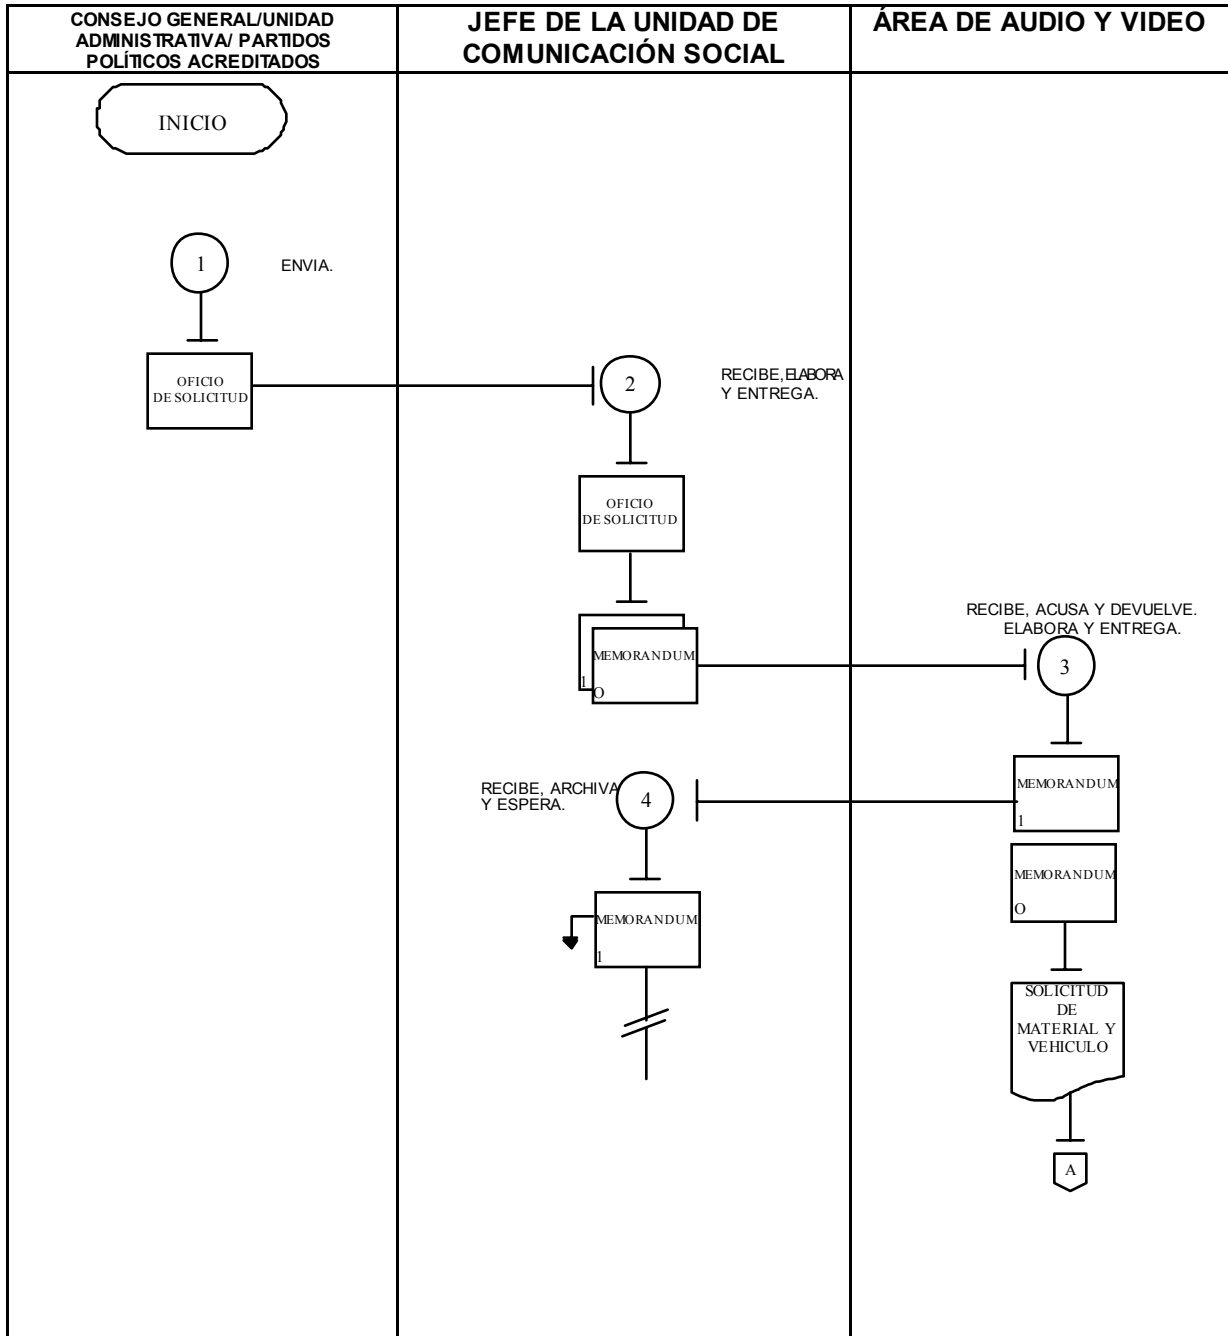 CONSEJO GENERAL/UNIDAD
ADMINISTRATIVA/ PARTIDOS
POLÍTICOS ACREDITADOS
JEFE DE LA UNIDAD DE
COMUNICACIÓN SOCIAL
ÁREA DE AUDIO Y VIDEO
INICIO
1
ENVIA.
OFICIO
DE SOLICITUD
2
RECIBE, ELABORA
Y ENTREGA.
OFICIO
DE SOLICITUD
MEMORANDUM
1
O
RECIBE, ACUSA Y DEVUELVE.
ELABORA Y ENTREGA.
3
MEMORANDUM
1
RECIBE, ARCHIVA
Y ESPERA.
4
MEMORANDUM
1
MEMORANDUM
O
SOLICITUD
DE
MATERIAL Y
VEHICULO
A